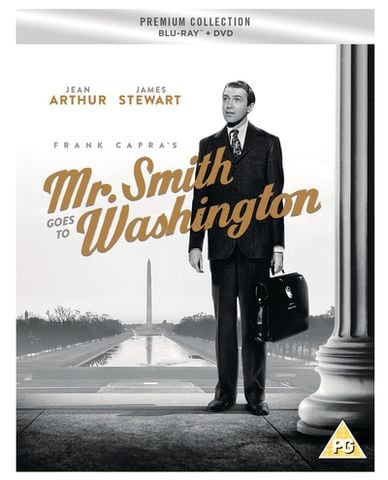 PREMIUM COLLECTION
BLU-RAY™ + DVD
JEAN ARTHUR
JAMES STEWART
FRANK CAPRA'S
Mr. Smith
GOES TO Washington
PG